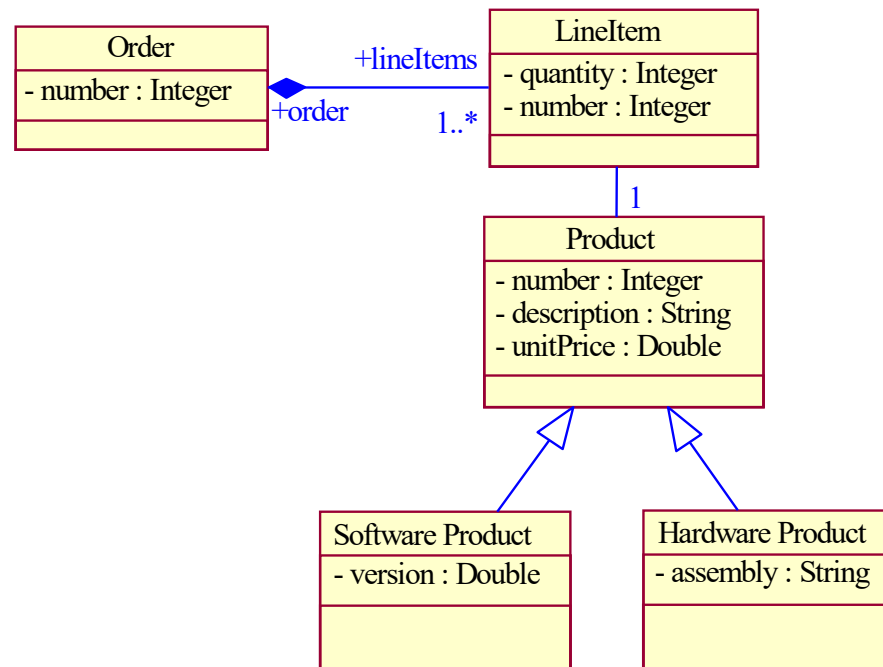 Order
- number : Integer
+lineItems
+order
1..*
LineItem
- quantity : Integer
- number : Integer
1
Product
- number : Integer
- description : String
- unitPrice : Double
Software Product
- version : Double
Hardware Product
- assembly : String